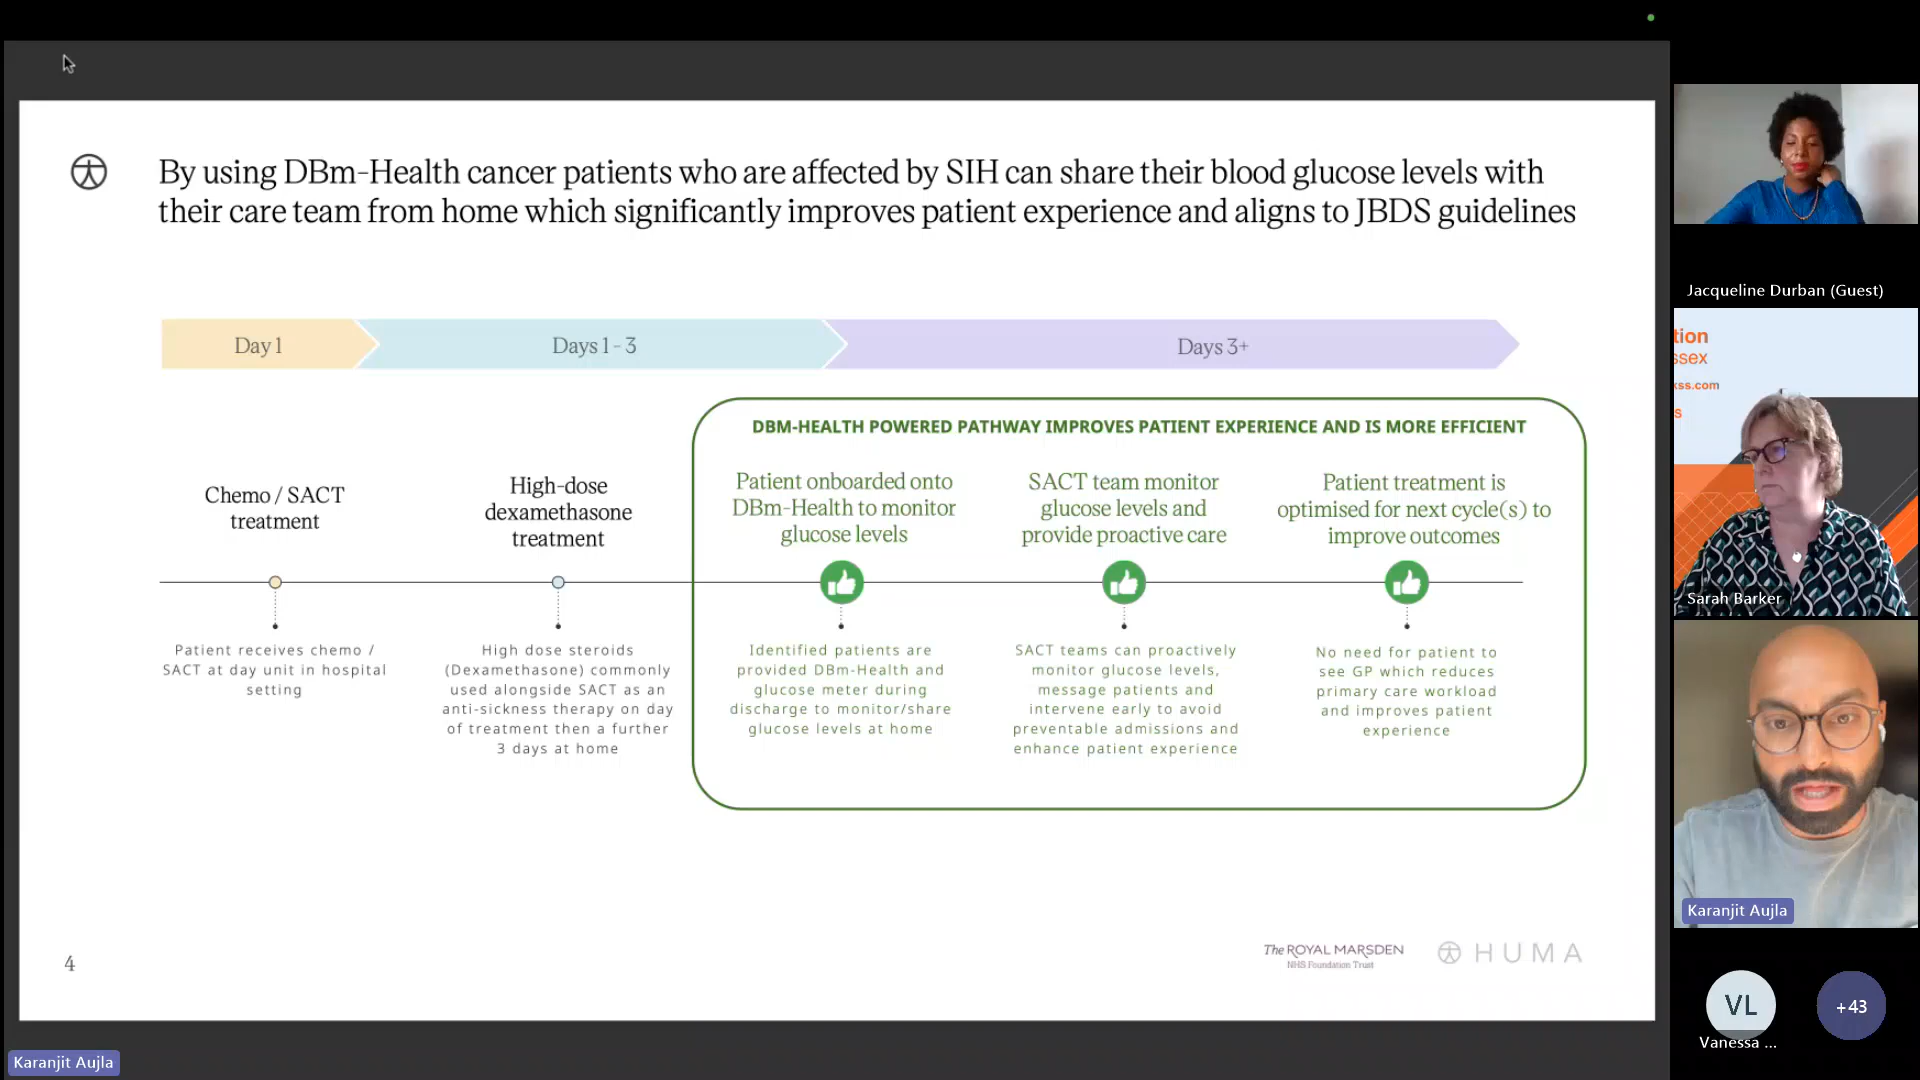 By using DBm-Health cancer patients who are affected by SIH can share their blood glucose levels with
their care team from home which significantly improves patient experience and aligns to JBDS guidelines
Day 1
Days 1 - 3
Days 3+
DBM-HEALTH POWERED PATHWAY IMPROVES PATIENT EXPERIENCE AND IS MORE EFFICIENT
Chemo / SACT
treatment
High-dose
dexamethasone
treatment
Patient onboarded onto
DBm-Health to monitor
glucose levels
SACT team monitor
glucose levels and
provide proactive care
Patient treatment is
optimised for next cycle(s) to
improve outcomes
Patient receives chemo /
SACT at day unit in hospital
setting
High dose steroids
(Dexamethasone) commonly
used alongside SACT as an
anti-sickness therapy on day
of treatment then a further
3 days at home
Identified patients are
provided DBm-Health and
glucose meter during
discharge to monitor/share
glucose levels at home
SACT teams can proactively
monitor glucose levels,
message patients and
intervene early to avoid
preventable admissions and
enhance patient experience
No need for patient to
see GP which reduces
primary care workload
and improves patient
experience
4
The ROYAL MARSDEN
NHS Foundation Trust
HUMA
Karanjit Aujla
Jacqueline Durban (Guest)
tion
ssex
kss.com
s
Sarah Barker
Karanjit Aujla
VL
Vanessa ...
+43